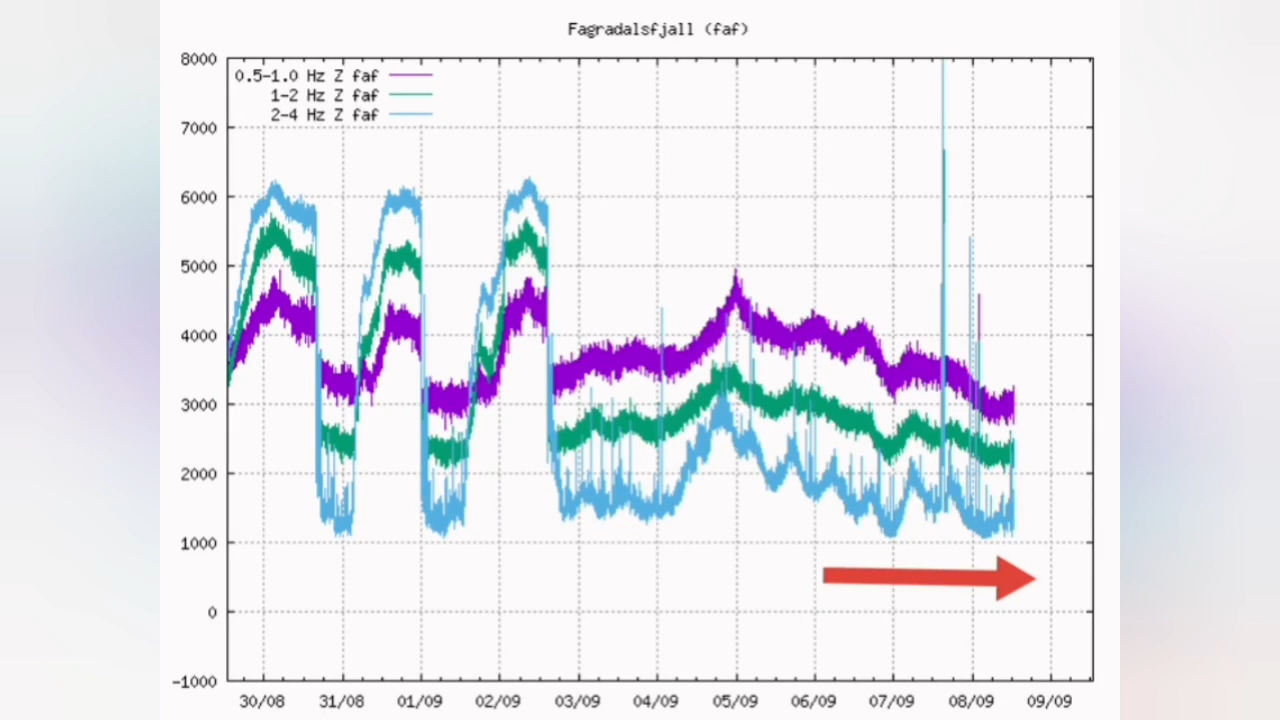 Fagradalsfjall (faf)
8000
0.5-1.0 Hz Z faf
1-2 Hz Z faf
2-4 Hz Z faf
7000
6000
5000
4000
3000
2000
1000
0
-1000
30/08 31/08 01/09 02/09 03/09 04/09 05/09 06/09 07/09 08/09 09/09